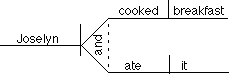 cooked breakfast
Joselyn
and
ate it